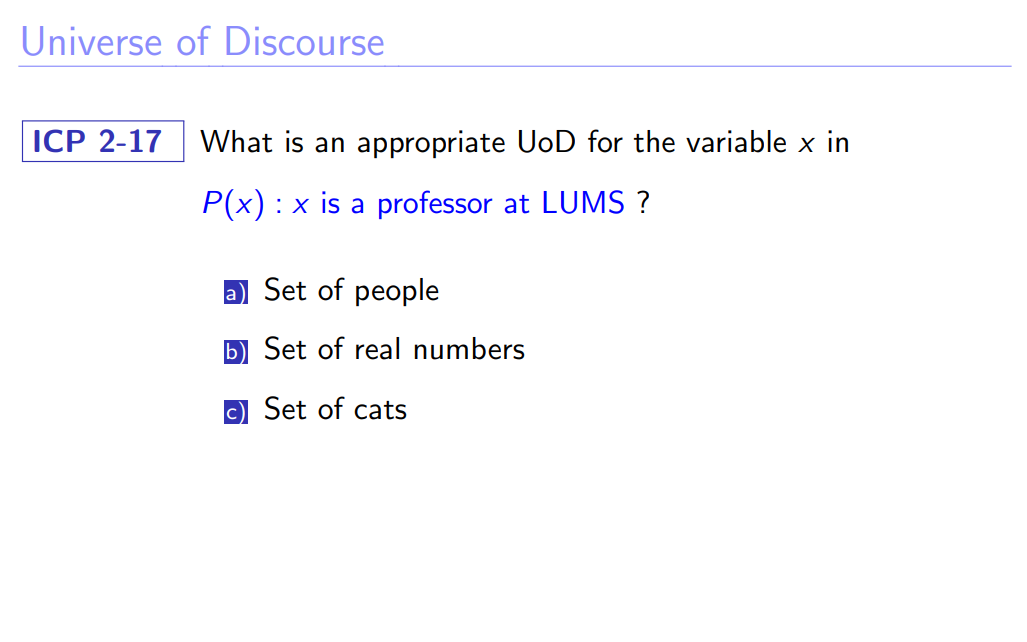 Universe of Discourse
ICP 2-17 What is an appropriate UoD for the variable x in
P(x) : x is a professor at LUMS ?
a) Set of people
b) Set of real numbers
c) Set of cats